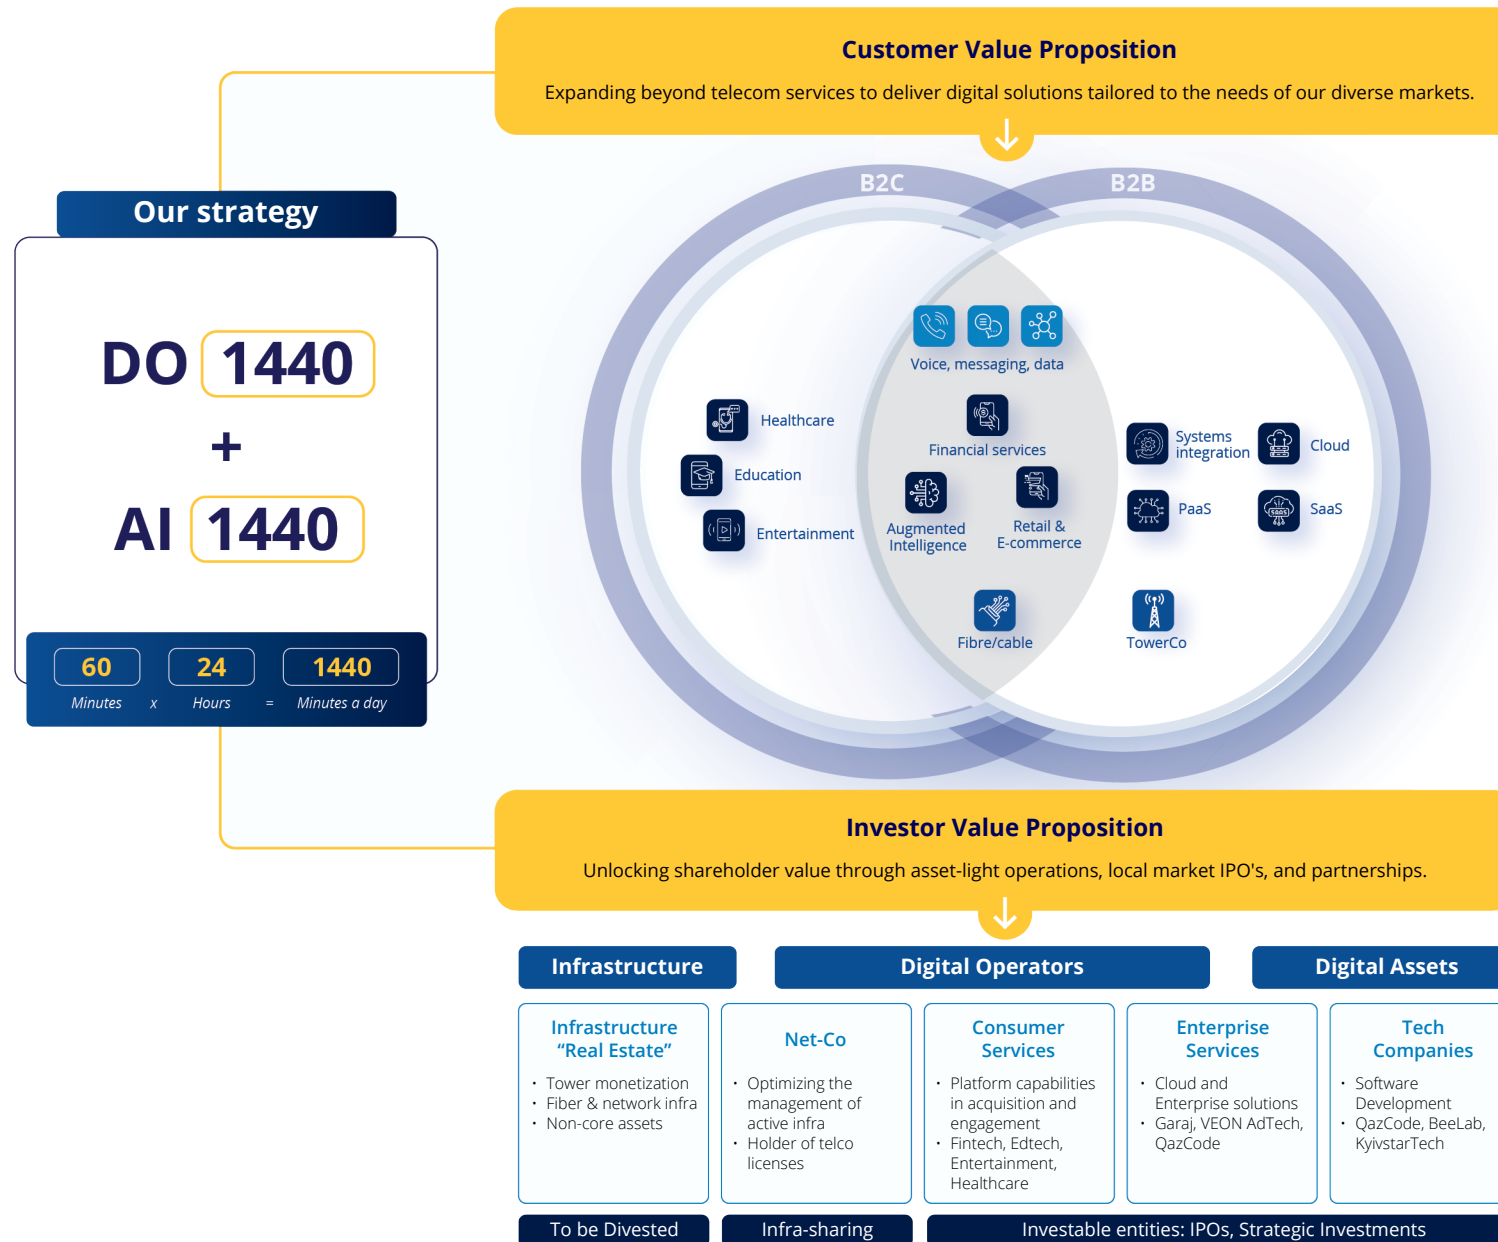 Customer Value Proposition
Expanding beyond telecom services to deliver digital solutions tailored to the needs of our diverse markets.
Our strategy
DO 1440
+
AI 1440
60
24
1440
Minutes
x
Hours
=
Minutes a day
B2C
B2B
Voice, messaging, data
Healthcare
Education
Entertainment
Financial services
Augmented
Intelligence
Retail &
E-commerce
Fibre/cable
Systems
integration
Cloud
PaaS
SaaS
SAAS
TowerCo
Investor Value Proposition
Unlocking shareholder value through asset-light operations, local market IPO's, and partnerships.
Infrastructure
Digital Operators
Digital Assets
Infrastructure
“Real Estate”
• Tower monetization
• Fiber & network infra
• Non-core assets
Net-Co
• Optimizing the
management of
active infra
• Holder of telco
licenses
Consumer
Services
• Platform capabilities
in acquisition and
engagement
• Fintech, Edtech,
Entertainment,
Healthcare
Enterprise
Services
• Cloud and
Enterprise solutions
• Garaj, VEON AdTech,
QazCode
Tech
Companies
• Software
Development
• QazCode, BeeLab,
KyivstarTech
To be Divested
Infra-sharing
Investable entities: IPOs, Strategic Investments